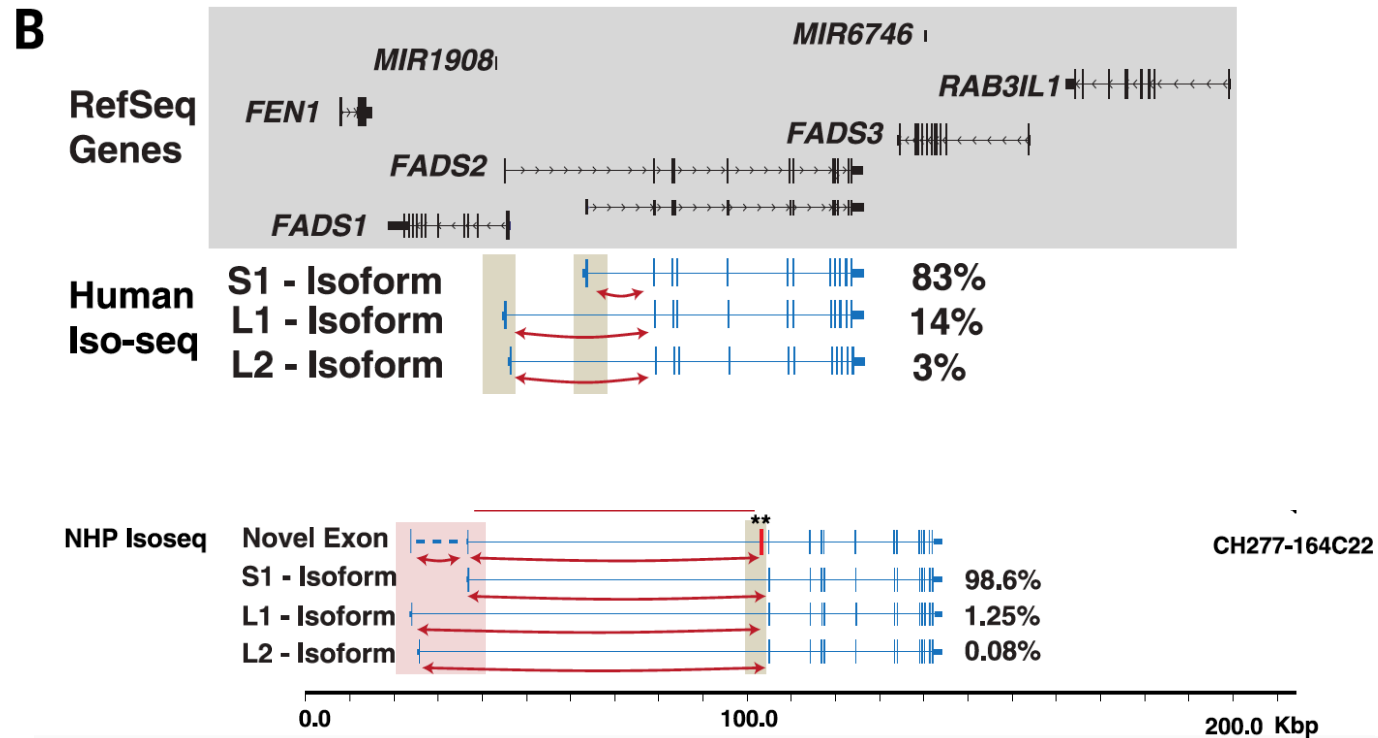 B
MIR6746
MIR1908
RAB3IL1
RefSeq
Genes
FEN1
FADS3
FADS2
FADS1
Human
Iso-seq
S1 - Isoform 83%
L1 - Isoform 14%
L2 - Isoform 3%
**
NHP Isoseq Novel Exon CH277-164C22
S1 - Isoform 98.6%
L1 - Isoform 1.25%
L2 - Isoform 0.08%
0.0 100.0 200.0 Kbp